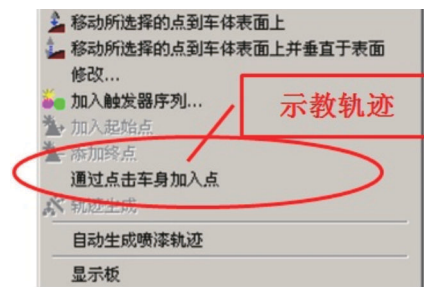 移动所选择的点到车体表面上
移动所选择的点到车体表面上并垂直于表面
修改...
加入触发器序列...
示教轨迹
加入起始点
添加终点
通过点击车身加入点
轨迹生成
自动生成喷漆轨迹
显示板